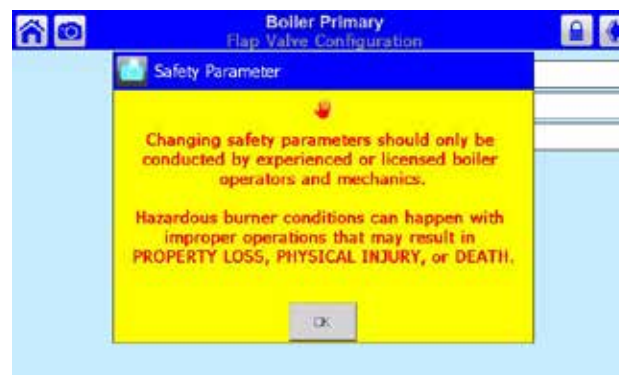 Boiler Primary
Flap Valve Configuration
Safety Parameter
Changing safety parameters should only be
conducted by experienced or licensed boiler
operators and mechanics.
Hazardous burner conditions can happen with
improper operations that may result in
PROPERTY LOSS, PHYSICAL INJURY, or DEATH.
OK